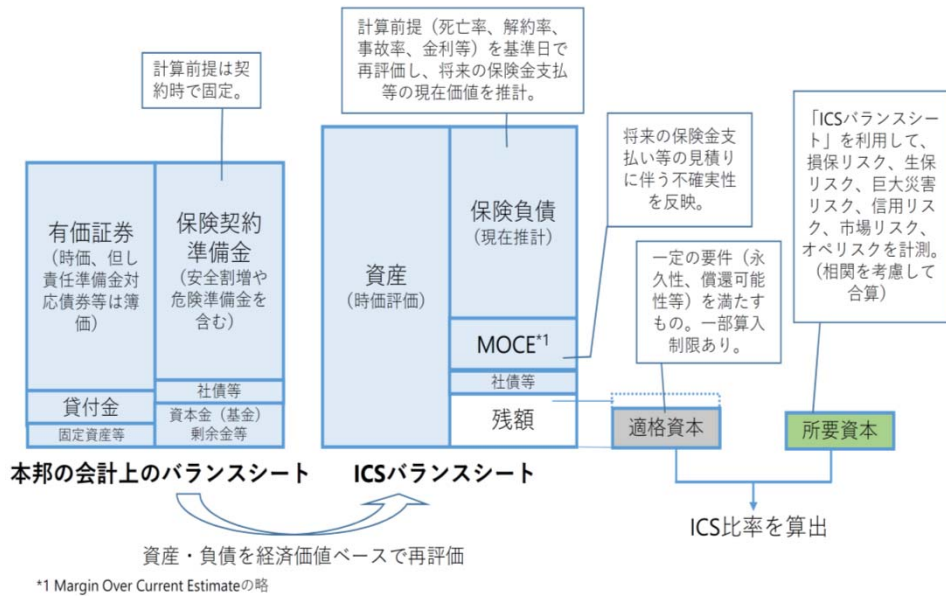 計算前提は契
約時で固定。
計算前提（死亡率、解約率、
事故率、金利等）を基準日で
再評価し、将来の保険金支払
等の現在価値を推計。
将来の保険金支
払い等の見積り
に伴う不確実性
を反映。
「ICSバランスシー
ト」を利用して、
損保リスク、生保
リスク、巨大災害
リスク、信用リス
ク、市場リスク、
オペリスクを計測。
（相関を考慮して
合算）
一定の要件（永
久性、償還可能
性等）を満たす
もの。一部算入
制限あり。
有価証券
（時価、但し
責任準備金対
応債券等は簿
価）
貸付金
固定資産等
保険契約
準備金
（安全割増や
危険準備金を
含む）
社債等
資本金（基金）
剰余金等
本邦の会計上のバランスシート
資産
（時価評価）
保険負債
（現在推計）
MOCE*1
社債等
残額
ICSバランスシート
適格資本
所要資本
ICS比率を算出
資産・負債を経済価値ベースで再評価
*1 Margin Over Current Estimateの略